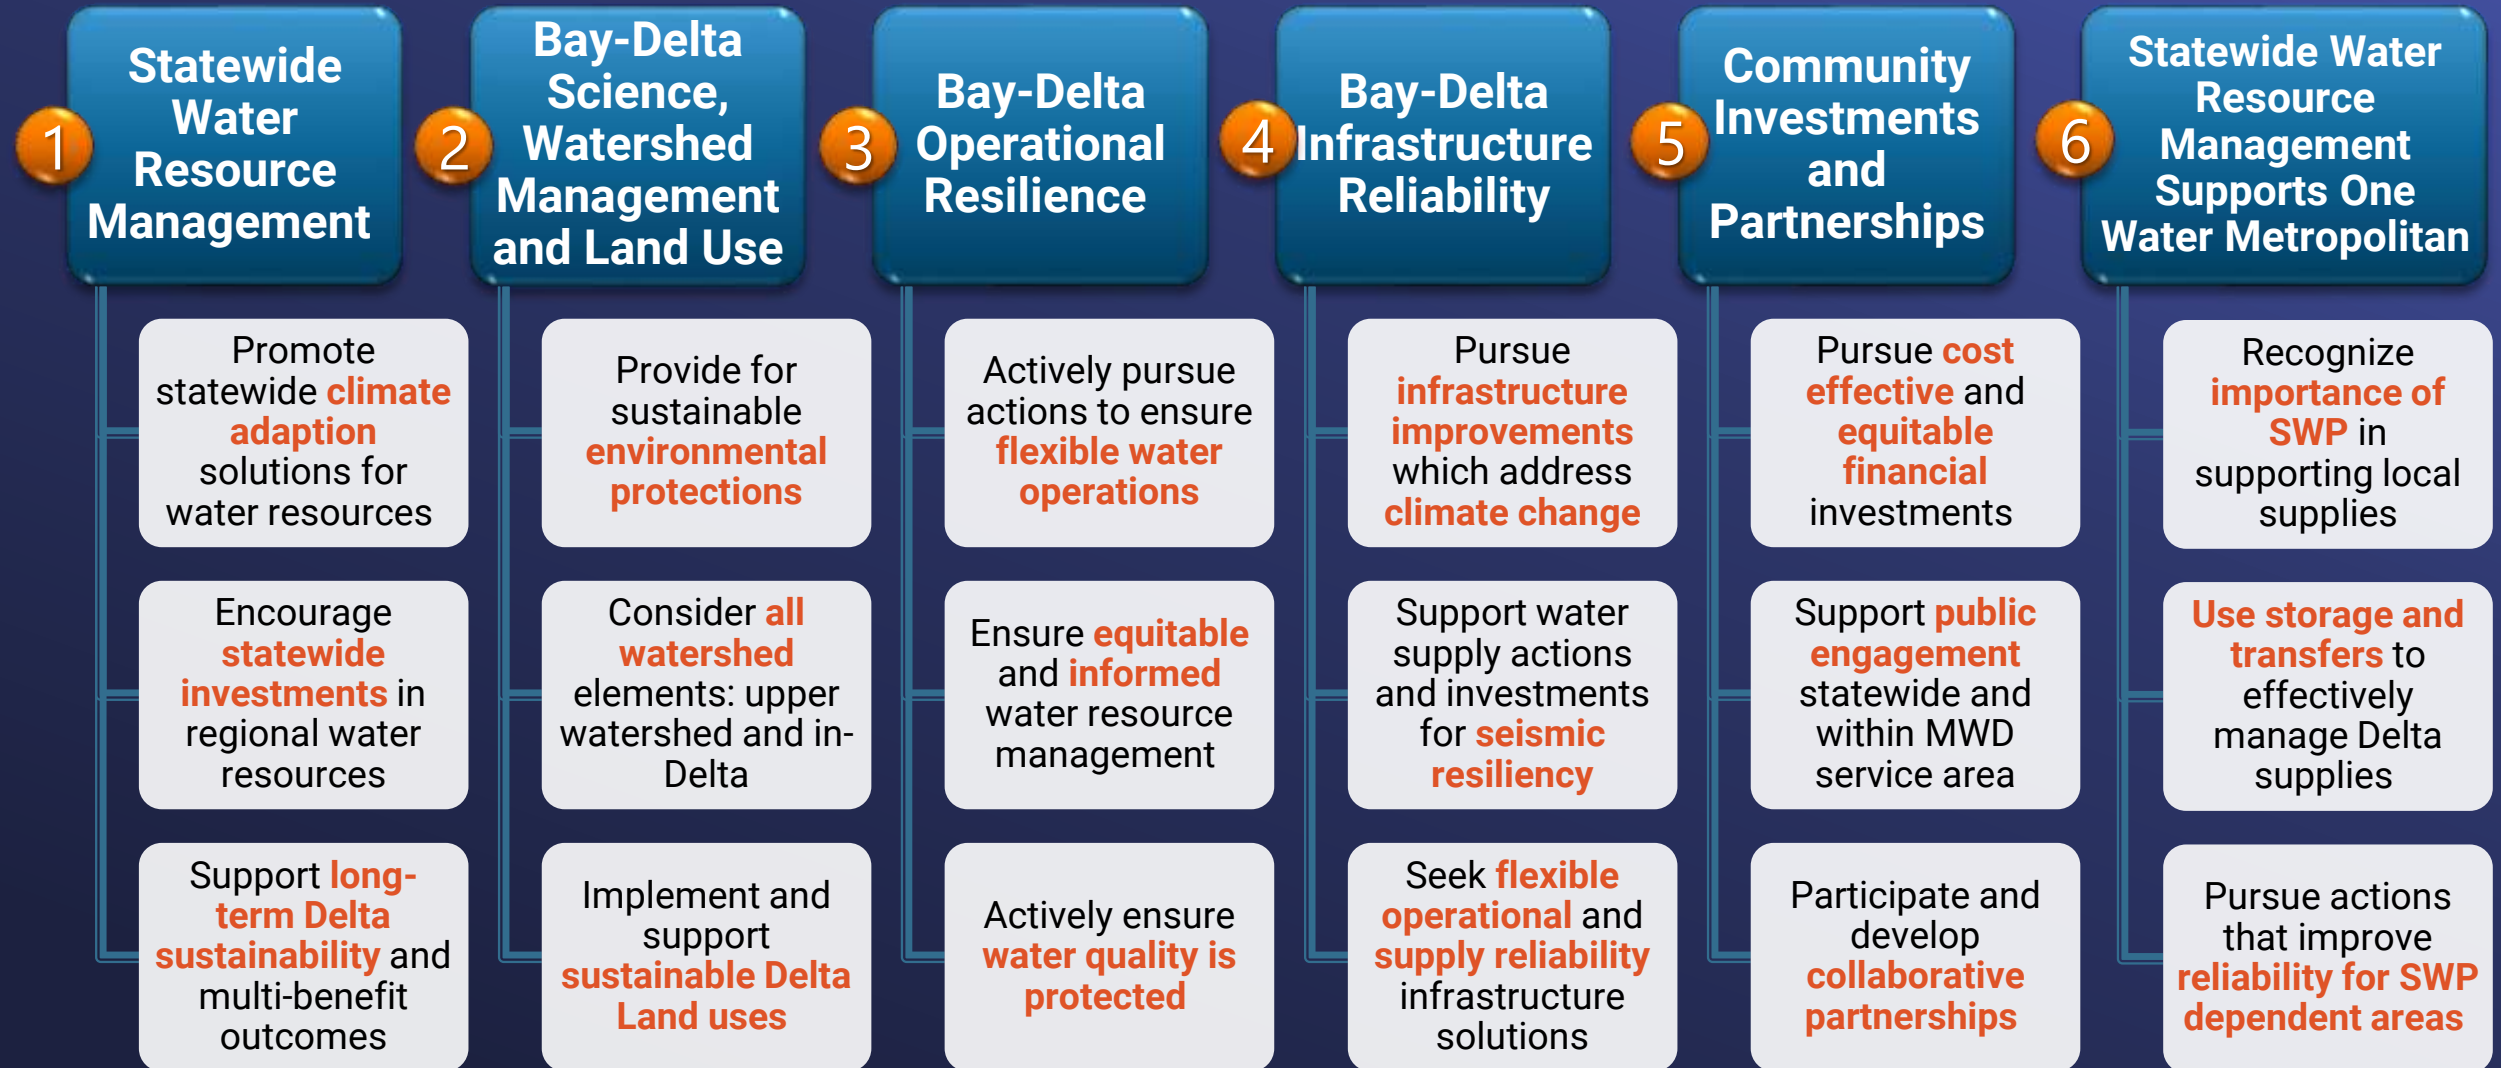 1
Statewide
Water
Resource
Management
Promote
statewide climate
adaption
solutions for
water resources
Encourage
statewide
investments in
regional water
resources
Support long-
term Delta
sustainability and
multi-benefit
outcomes
2
Bay-Delta
Science,
Watershed
Management
and Land Use
Provide for
sustainable
environmental
protections
Consider all
watershed
elements: upper
watershed and in-
Delta
Implement and
support
sustainable Delta
Land uses
3
Bay-Delta
Operational
Resilience
Actively pursue
actions to ensure
flexible water
operations
Ensure equitable
and informed
water resource
management
Actively ensure
water quality is
protected
4
Bay-Delta
Infrastructure
Reliability
Pursue
infrastructure
improvements
which address
climate change
Support water
supply actions
and investments
for seismic
resiliency
Seek flexible
operational and
supply reliability
infrastructure
solutions
5
Community
Investments
and
Partnerships
Pursue cost
effective and
equitable
financial
investments
Support public
engagement
statewide and
within MWD
service area
Participate and
develop
collaborative
partnerships
6
Statewide Water
Resource
Management
Supports One
Water Metropolitan
Recognize
importance of
SWP in
supporting local
supplies
Use storage and
transfers to
effectively
manage Delta
supplies
Pursue actions
that improve
reliability for SWP
dependent areas